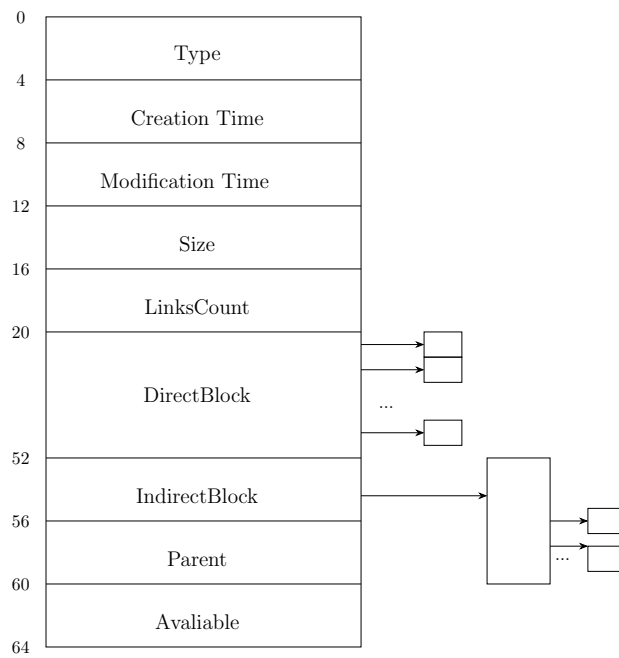 0
Type
4
Creation Time
8
Modification Time
12
Size
16
LinksCount
20
DirectBlock
...
52
IndirectBlock
56
...
Parent
60
Avaliable
64